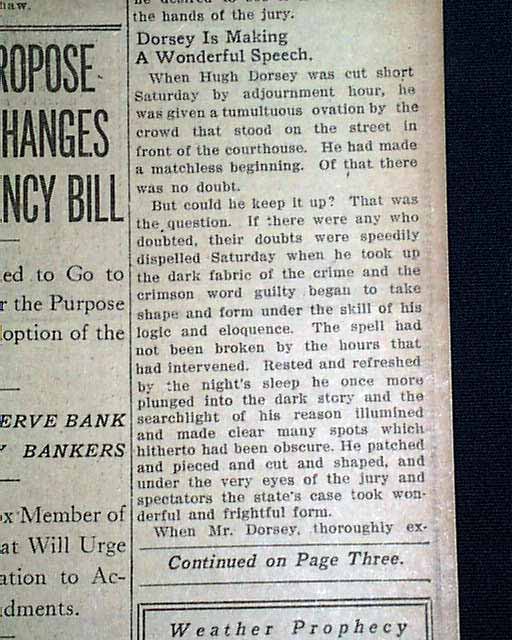 haw.
ROPOSE
HANGES
NCY BILL
ed to Go to
r the Purpose
option of the
ERVE BANK
BANKERS
x Member of
at Will Urge
ation to Ac-
dments.
the hands of the jury.
Dorsey Is Making
A Wonderful Speech.
When Hugh Dorsey was cut short
Saturday by adjournment hour, he
was given a tumultuous ovation by the
crowd that stood on the street in
front of the courthouse. He had made
a matchless beginning. Of that there
was no doubt.
But could he keep it up? That was
the question. If there were any who
doubted, their doubts were speedily
dispelled Saturday when he took up
the dark fabric of the crime and the
crimson word guilty began to take
shape and form under the skill of his
logic and eloquence. The spell had
not been broken by the hours that
had intervened. Rested and refreshed
by the night's sleep he once more
plunged into the dark story and the
searchlight of his reason illumined
and made clear many spots which
hitherto had been obscure. He patched
and pieced and cut and shaped, and
under the very eyes of the jury and
spectators the state's case took won-
derful and frightful form.
When Mr. Dorsey, thoroughly ex-
Continued on Page Three.
Weather Prophecy